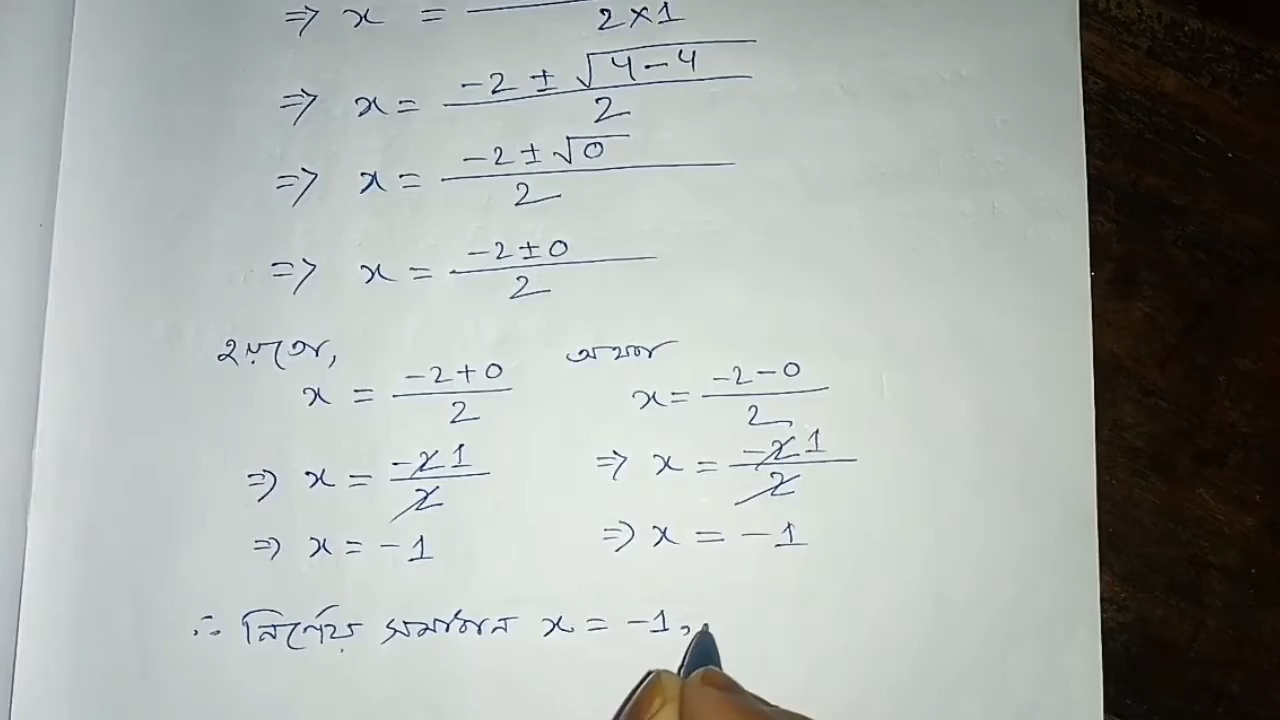 ⇒ x = 2×1
⇒ x = (-2 ± √(4-4))/2
⇒ x = (-2 ± √0)/2
⇒ x = (-2 ± 0)/2
হয়তো, অথবা
x = (-2+0)/2 x = (-2-0)/2
⇒ x = -2 1/2 ⇒ x = -2 1/2
⇒ x = -1 ⇒ x = -1
∴ নির্ণেয় সমাধান x = -1,